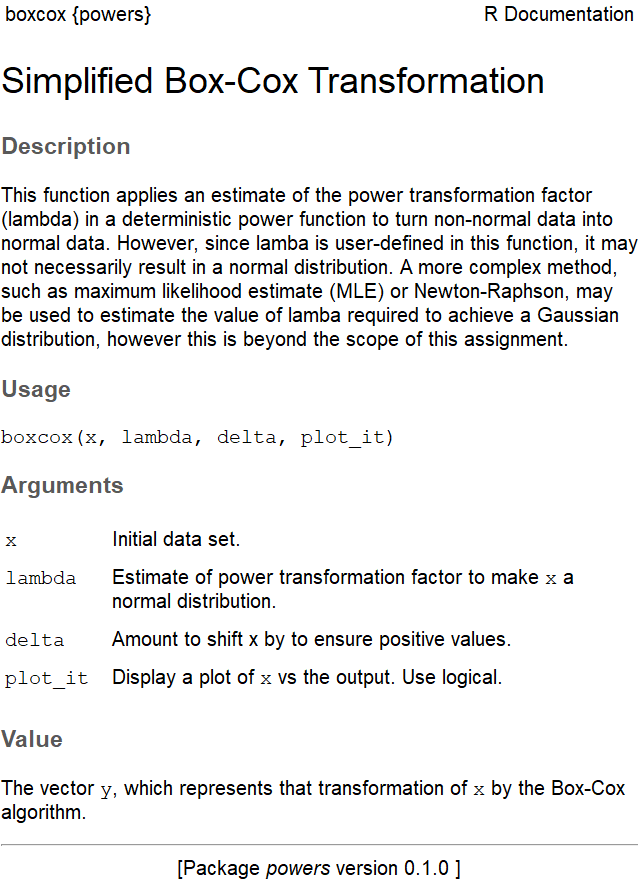 boxcox {powers} R Documentation
Simplified Box-Cox Transformation
Description
This function applies an estimate of the power transformation factor
(lambda) in a deterministic power function to turn non-normal data into
normal data. However, since lamba is user-defined in this function, it may
not necessarily result in a normal distribution. A more complex method,
such as maximum likelihood estimate (MLE) or Newton-Raphson, may
be used to estimate the value of lamba required to achieve a Gaussian
distribution, however this is beyond the scope of this assignment.
Usage
boxcox(x, lambda, delta, plot_it)
Arguments
x Initial data set.
lambda Estimate of power transformation factor to make x a
normal distribution.
delta Amount to shift x by to ensure positive values.
plot_it Display a plot of x vs the output. Use logical.
Value
The vector y, which represents that transformation of x by the Box-Cox
algorithm.
[Package powers version 0.1.0 ]